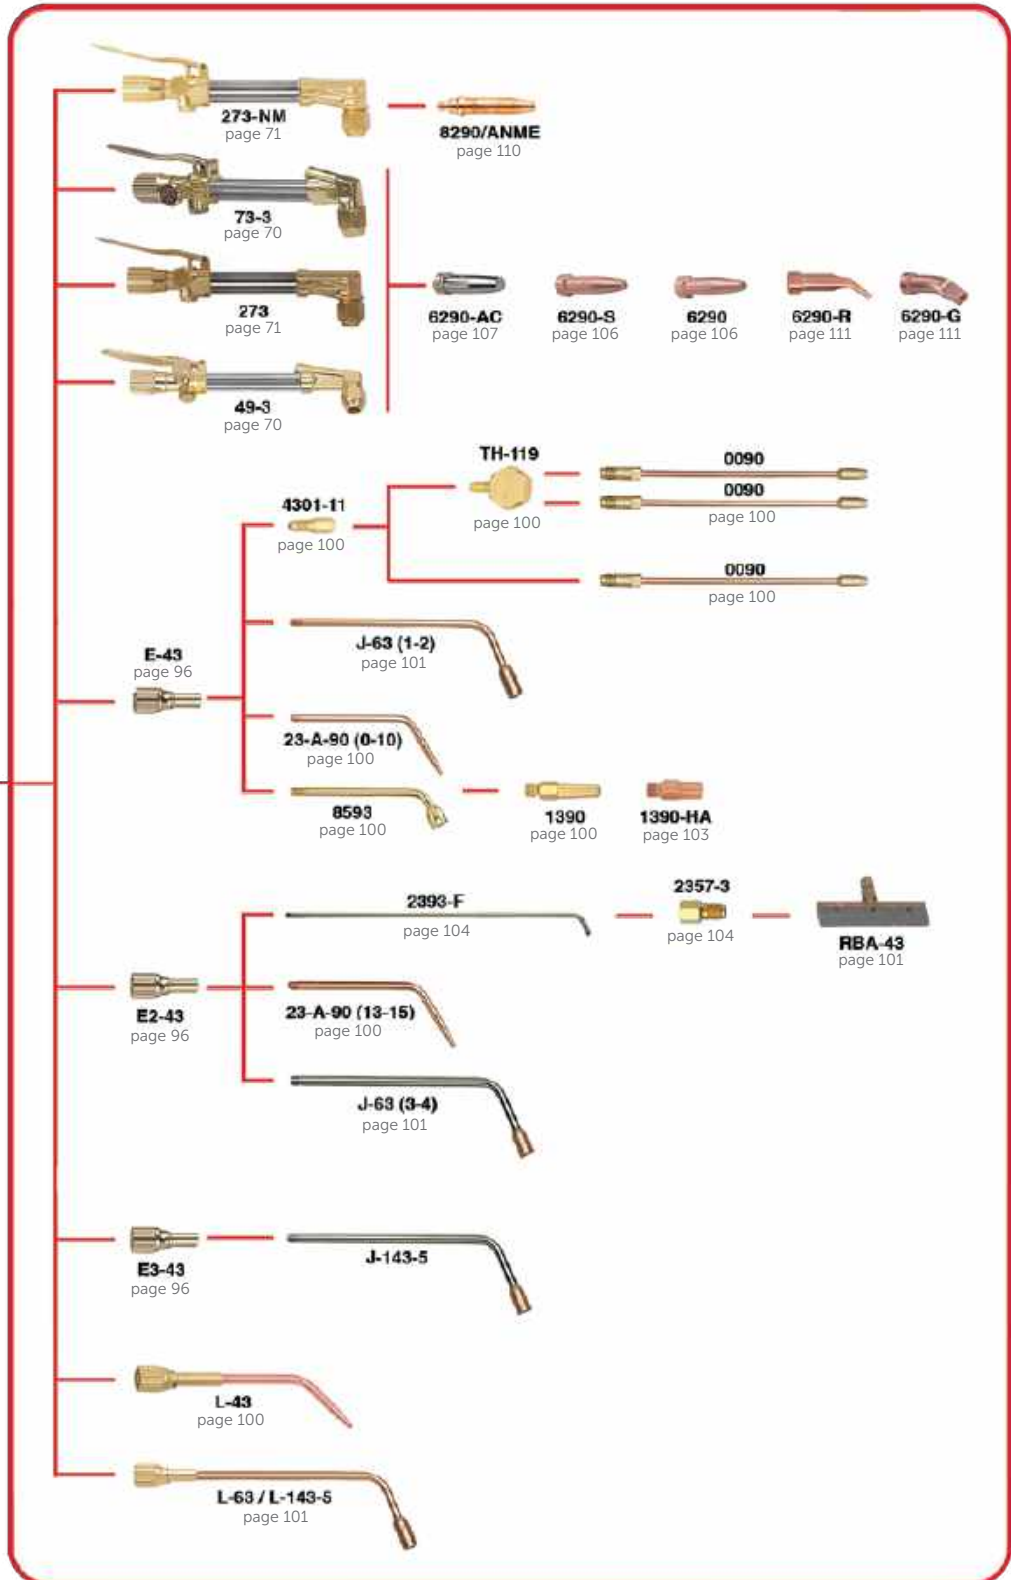 273-NM
page 71
8290/ANME
page 110
73-3
page 70
273
page 71
6290-AC
page 107
6290-S
page 106
6290
page 106
6290-R
page 111
6290-G
page 111
49-3
page 70
TH-119
page 100
0090
0090
page 100
4301-11
page 100
0090
page 100
J-63 (1-2)
page 101
E-43
page 96
23-A-90 (0-10)
page 100
8593
page 100
1390
page 100
1390-HA
page 103
2393-F
page 104
2357-3
page 104
RBA-43
page 101
E2-43
page 96
23-A-90 (13-15)
page 100
J-63 (3-4)
page 101
E3-43
page 96
J-143-5
L-43
page 100
L-63 / L-143-5
page 101